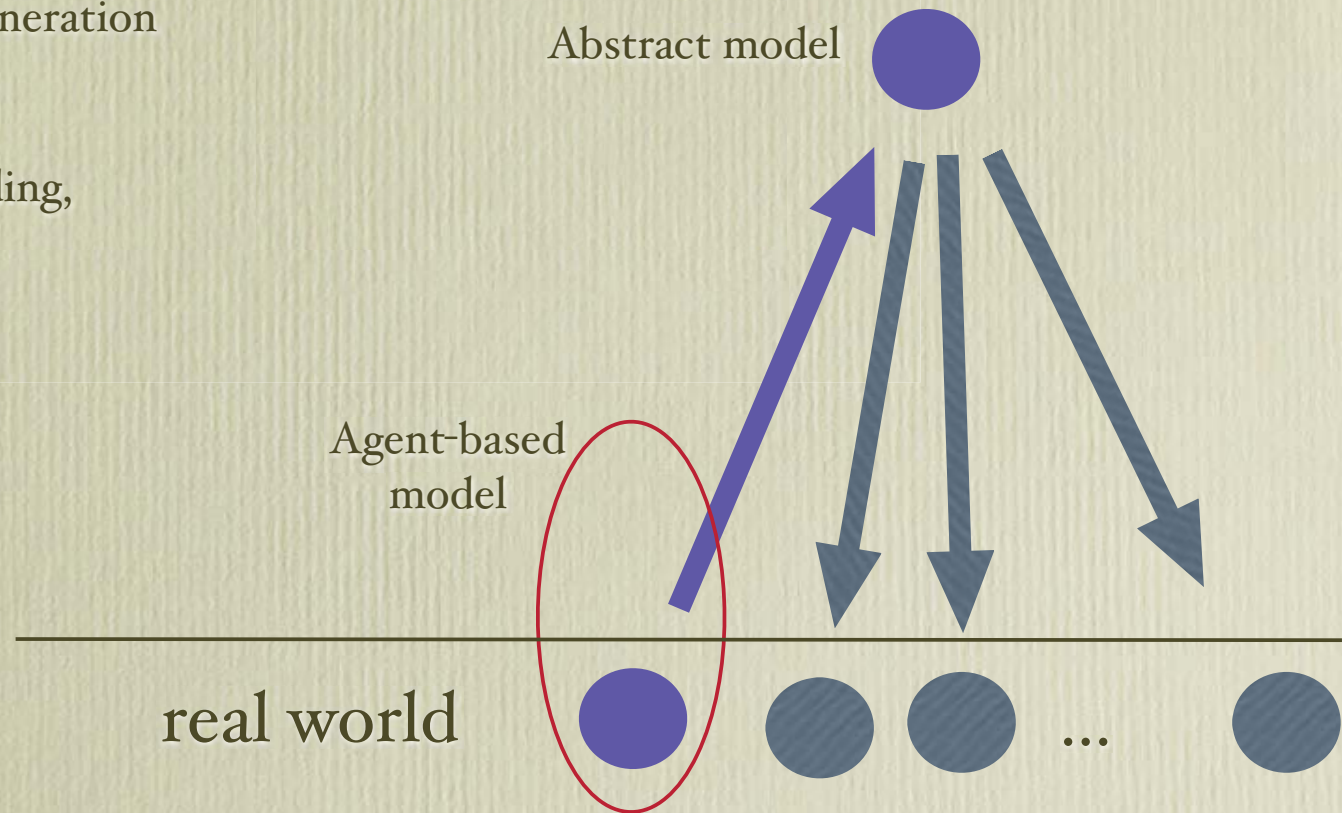 neration
Abstract model
ling,
Agent-based
model
real world
...